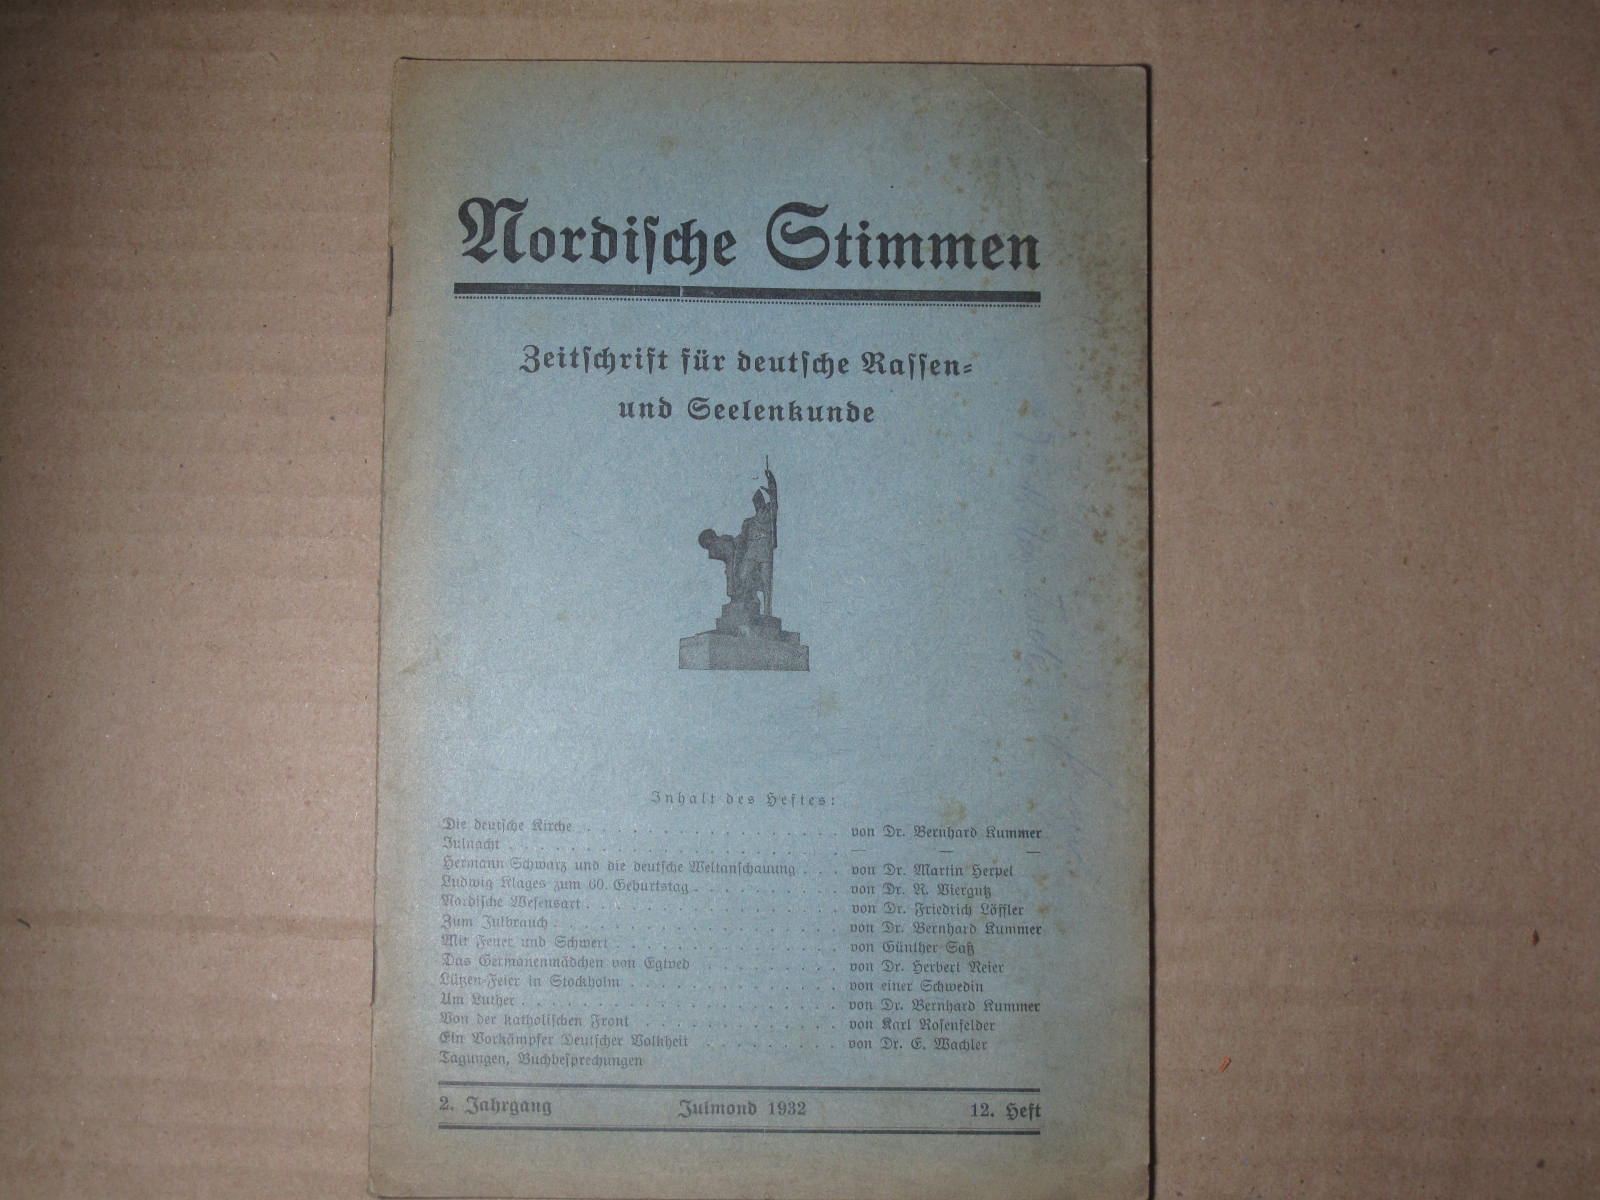 Nordische Stimmen
Zeitschrift für deutsche Rassen-
und Seelenkunde
Inhalt des Heftes:
Die deutsche Kirche . . . . . . . . . . . . . . . . . von Dr. Bernhard Kummer
Julnacht . . . . . . . . . . . . . . . . . . . — — —
Hermann Schwarz und die deutsche Weltanschauung . . . von Dr. Martin Herpel
Ludwig Klages zum 60. Geburtstag . . . . . . . . . . von Dr. R. Viergutz
Nordische Wesensart . . . . . . . . . . . . . . . . von Dr. Friedrich Löffler
Zum Julbrauch . . . . . . . . . . . . . . . . . . von Dr. Bernhard Kummer
Mit Feuer und Schwert . . . . . . . . . . . . . . . von Günther Saß
Das Germanenmädchen von Egtved . . . . . . . . . von Dr. Herbert Reier
Lützen-Feier in Stockholm . . . . . . . . . . . . . . von einer Schwedin
Um Luther . . . . . . . . . . . . . . . . . . . . von Dr. Bernhard Kummer
Von der katholischen Front . . . . . . . . . . . . . von Karl Rosenfelder
Ein Vorkämpfer Deutscher Volkheit . . . . . . . . . von Dr. E. Wachler
Tagungen, Buchbesprechungen
2. Jahrgang Julmond 1932 12. Heft